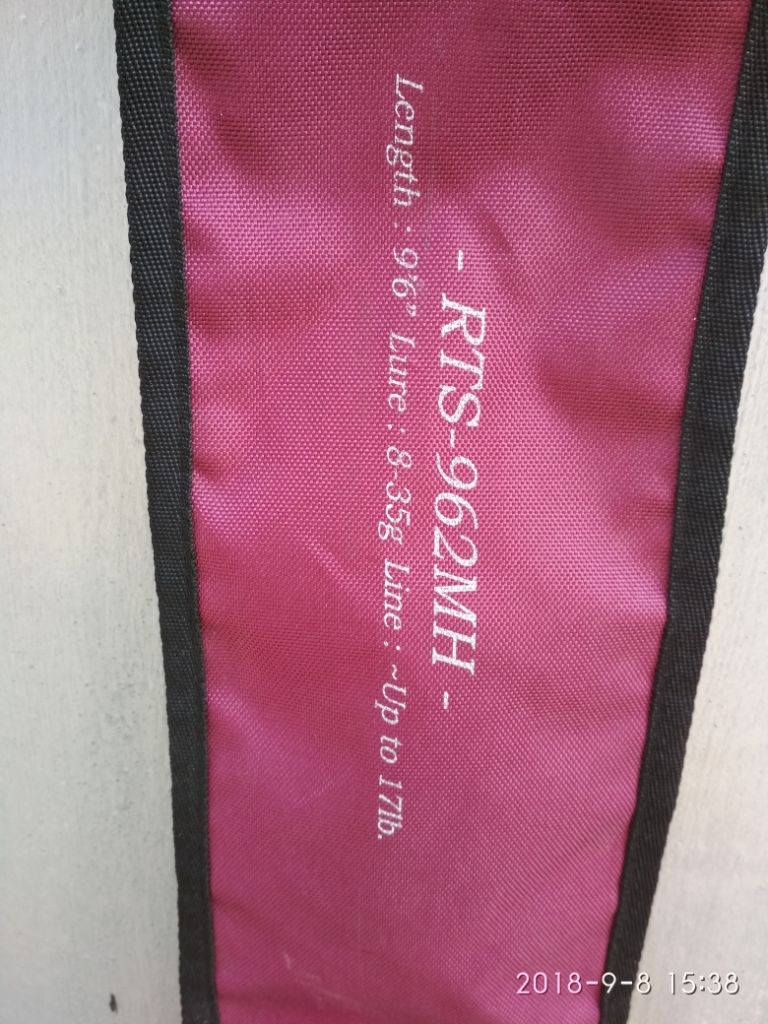 - RTS-962MH -
Length : 9'6" Lure : 8-35g Line : ~Up to 17lb.
2018-9-8 15:38